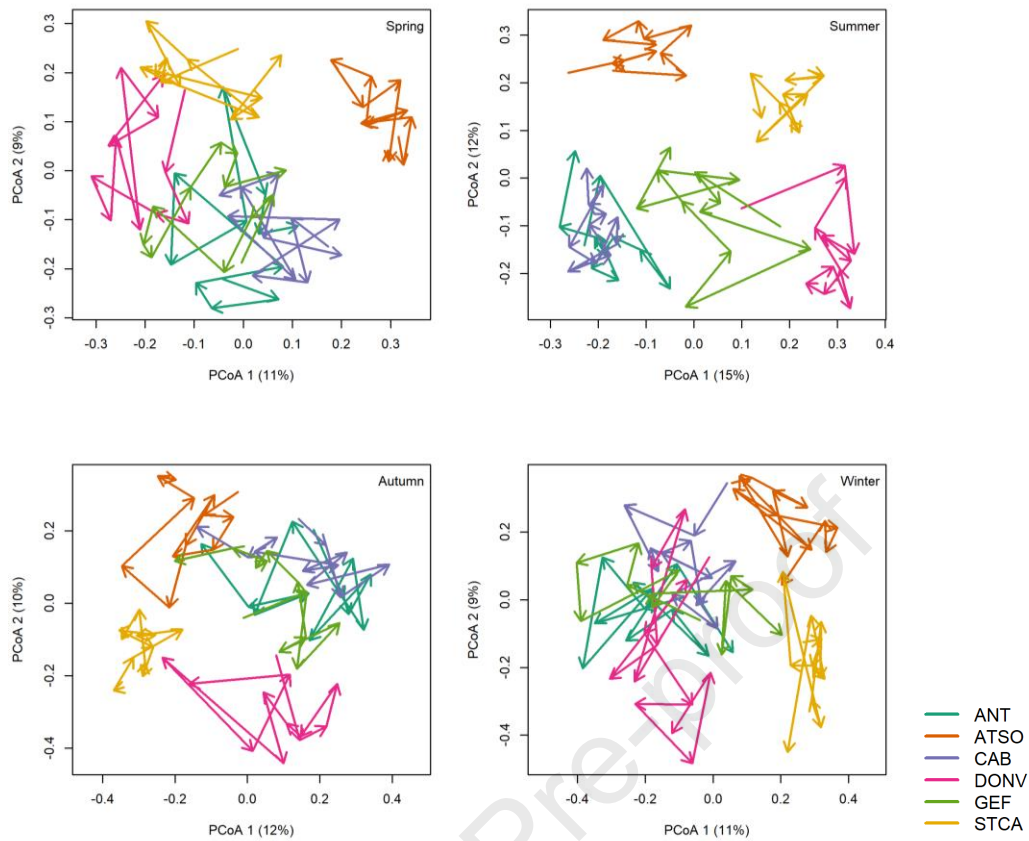 Spring
0.3
0.2
0.1
0.0
-0.1
-0.2
-0.3
PCoA 2 (9%)
-0.3 -0.2 -0.1 0.0 0.1 0.2 0.3
PCoA 1 (11%)
Summer
0.3
0.2
0.1
0.0
-0.1
-0.2
PCoA 2 (12%)
-0.3 -0.2 -0.1 0.0 0.1 0.2 0.3 0.4
PCoA 1 (15%)
Autumn
0.2
0.0
-0.2
-0.4
PCoA 2 (10%)
-0.4 -0.2 0.0 0.2 0.4
PCoA 1 (12%)
Winter
0.2
0.0
-0.2
-0.4
PCoA 2 (9%)
-0.4 -0.2 0.0 0.2 0.4
PCoA 1 (11%)
ANT
ATSO
CAB
DONV
GEF
STCA
Pre-proof